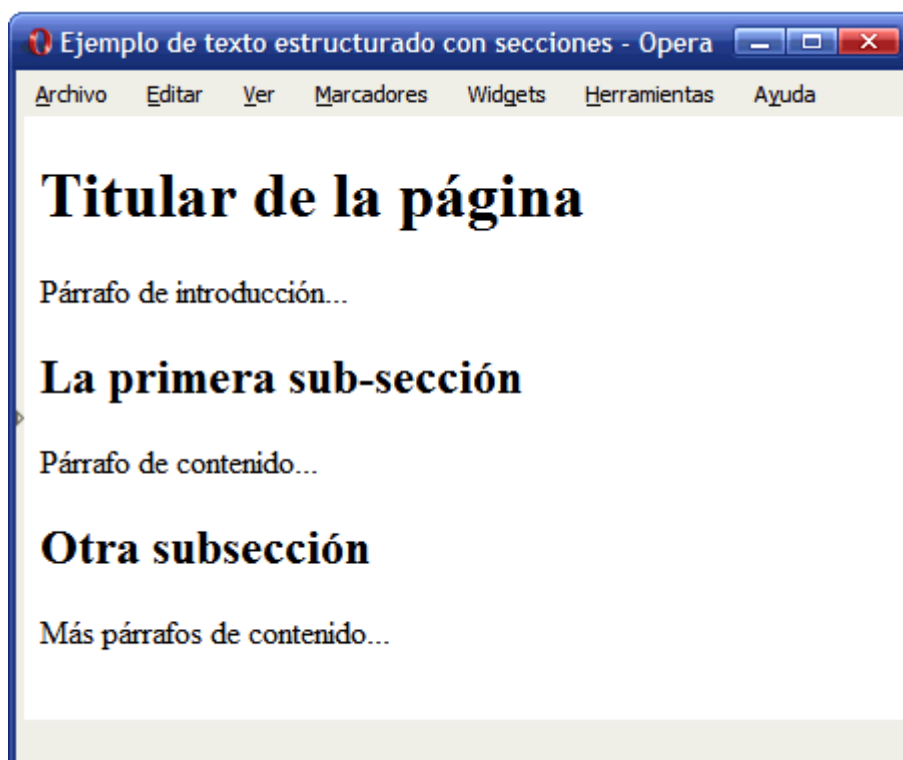 Ejemplo de texto estructurado con secciones - Opera
Archivo Editar Ver Marcadores Widgets Herramientas Ayuda
Titular de la página
Párrafo de introducción...
La primera sub-sección
Párrafo de contenido...
Otra subsección
Más párrafos de contenido...